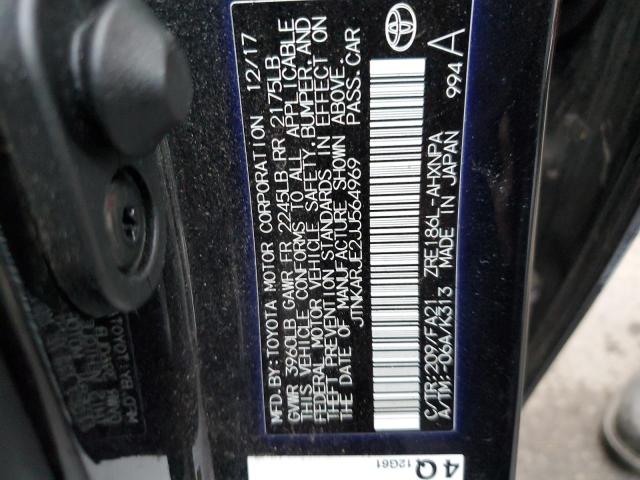 MFD.BY:TOYOTA MOTOR CORPORATION 12/17
GVWR 3960LB GAWR FR 2245LB RR 2175LB
THIS VEHICLE CONFORMS TO ALL APPLICABLE
FEDERAL MOTOR VEHICLE SAFETY, BUMPER, AND
THEFT PREVENTION STANDARDS IN EFFECT ON
THE DATE OF MANUFACTURE SHOWN ABOVE.
JTNKARJE2JJ564969 PASS.CAR
C/TR:209/FA21 ZRE186L-AHXNPA
A/TM:-06A/K313 MADE IN JAPAN 994 A
4Q
12G61